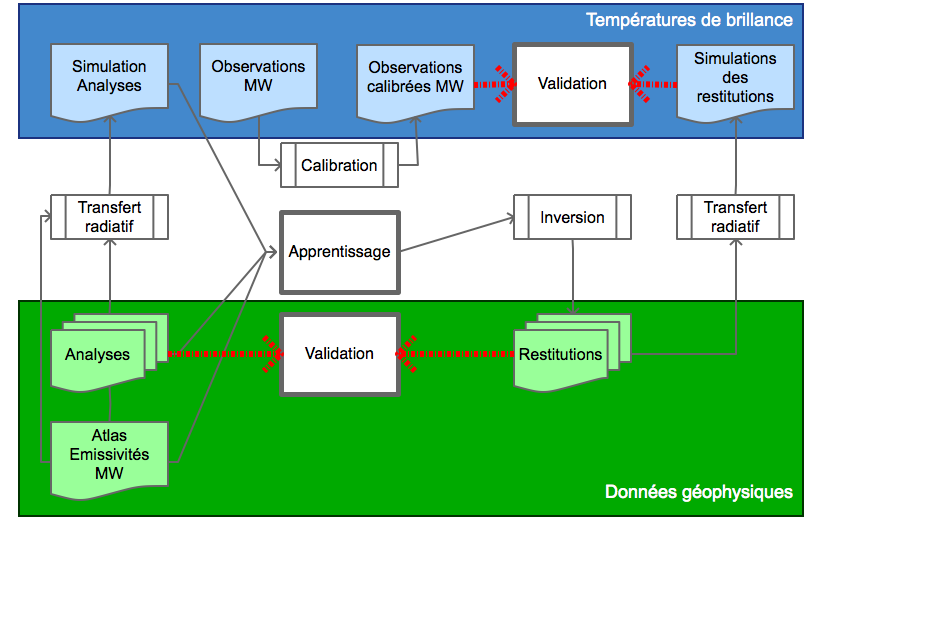 Températures de brillance
Simulation
Analyses
Observations
MW
Observations
calibrées MW
Validation
Simulations
des
restitutions
Calibration
Transfert
radiatif
Inversion
Transfert
radiatif
Apprentissage
Analyses
Validation
Restitutions
Atlas
Emissivités
MW
Données géophysiques